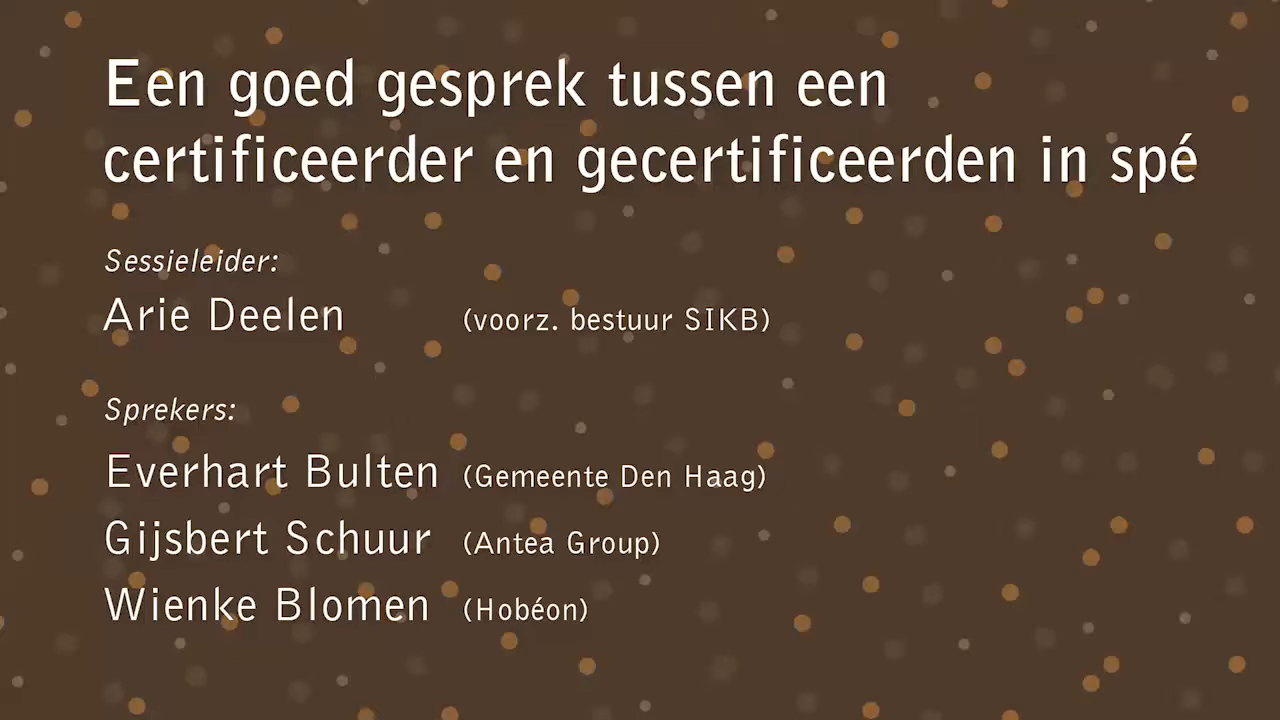 Een goed gesprek tussen een
certificeerder en gecertificeerden in spé
Sessieleider:
Arie Deelen (voorz. bestuur SIKB)
Sprekers:
Everhart Bulten (Gemeente Den Haag)
Gijsbert Schuur (Antea Group)
Wienke Blomen (Hobéon)